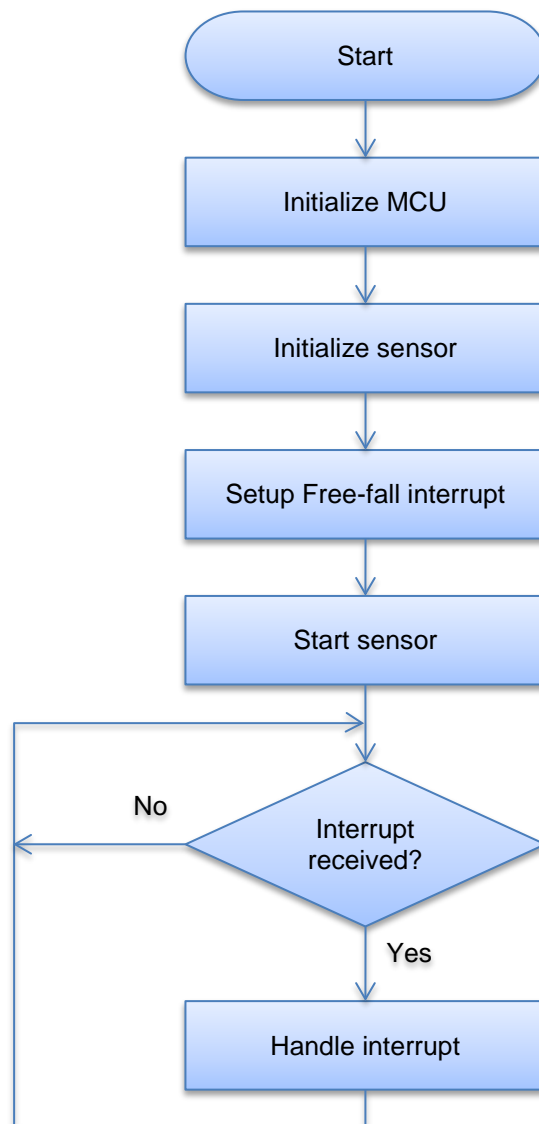 Start
Initialize MCU
Initialize sensor
Setup Free-fall interrupt
Start sensor
No
Interrupt
received?
Yes
Handle interrupt